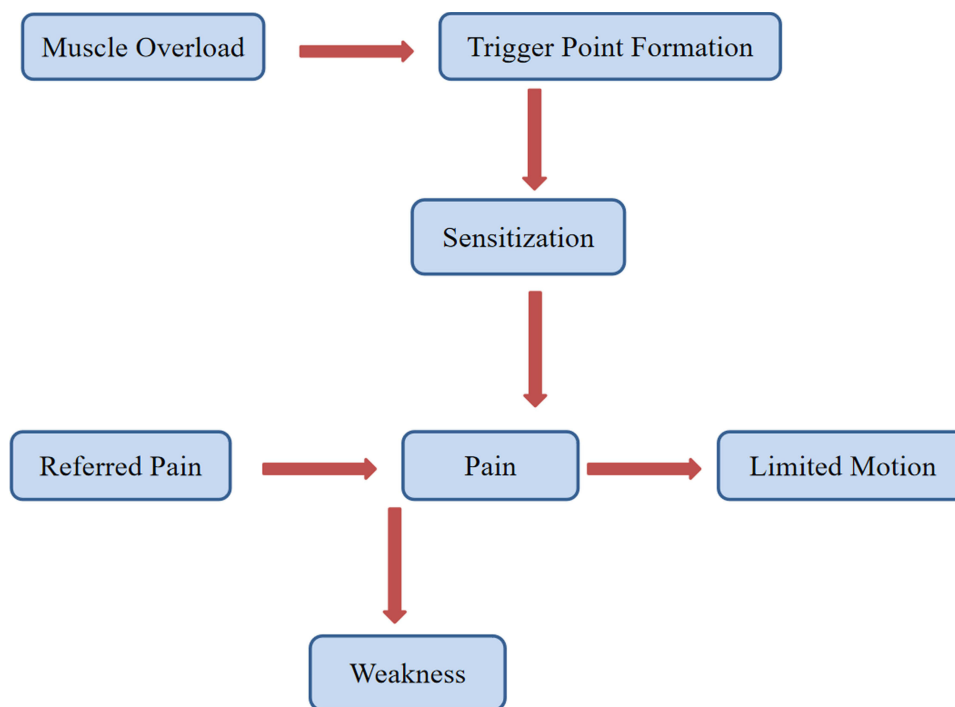 Muscle Overload
Trigger Point Formation
Sensitization
Referred Pain
Pain
Limited Motion
Weakness